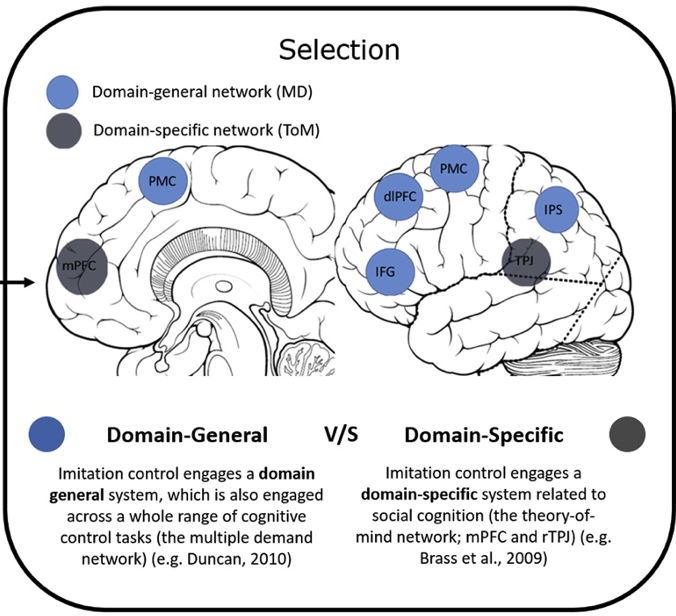 Selection
Domain-general network (MD)
Domain-specific network (ToM)
PMC
mPFC
PMC
dlPFC
IPS
TPJ
IFG
Domain-General V/S Domain-Specific
Imitation control engages a domain
general system, which is also engaged
across a whole range of cognitive
control tasks (the multiple demand
network) (e.g. Duncan, 2010)
Imitation control engages a
domain-specific system related to
social cognition (the theory-of-
mind network; mPFC and rTPJ) (e.g.
Brass et al., 2009)